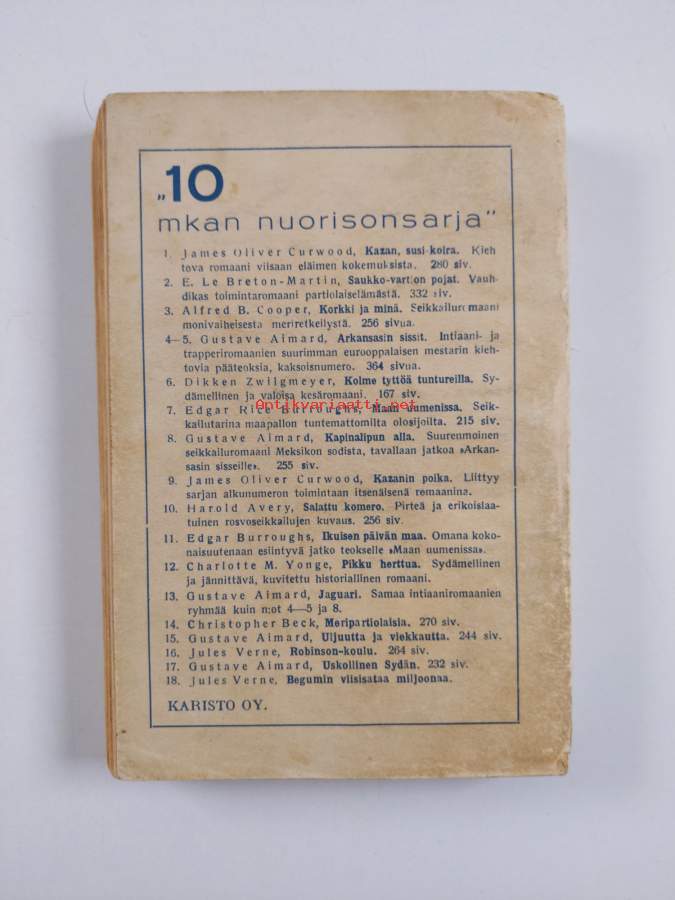 „10
mkan nuorisonsarja”
1. James Oliver Curwood, Kazan, susi-koira. Kieh
tova romaani viisaan eläimen kokemuksista. 280 siv.
2. E. Le Breton-Martin, Saukko-vartion pojat. Vauh-
dikas toimintaromaani partiolaiselämästä. 332 siv.
3. Alfred B. Cooper, Korkki ja minä. Seikkailuromaani
monivaiheisesta meriretkeilystä. 256 sivua.
4—5. Gustave Aimard, Arkansasin sissit. Intiaani- ja
trapperiromaanien suurimman eurooppalaisen mestarin kieh-
tovia pääteoksia, kaksoisnumero. 364 sivua.
6. Dikken Zwilgmeyer, Kolme tyttöä tuntureilla. Sy-
dämellinen ja valoisa kesäromaani. 167 siv.
Antikvariaatti.net
7. Edgar Rice Burroughs, Maan uumenissa. Seik-
kailutarina maapallon tuntemattomilta olosijoilta. 215 siv.
8. Gustave Aimard, Kapinalipun alla. Suurenmoinen
seikkailuromaani Meksikon sodista, tavallaan jatkoa »Arkan-
sasin sisseille». 255 siv.
9. James Oliver Curwood, Kazanin poika. Liittyy
sarjan alkunumeron toimintaan itsenäisenä romaanina.
10. Harold Avery, Salattu komero. Pirteä ja erikoislaa-
tuinen rosvoseikkailujen kuvaus. 256 siv.
11. Edgar Burroughs, Ikuisen päivän maa. Omana koko-
naisuutenaan esiintyvä jatko teokselle »Maan uumenissa».
12. Charlotte M. Yonge, Pikku herttua. Sydämellinen
ja jännittävä, kuvitettu historiallinen romaani.
13. Gustave Aimard, Jaguari. Samaa intiaaniromaanien
ryhmää kuin n:ot 4—5 ja 8.
14. Christopher Beck, Meripartiolaisia. 270 siv.
15. Gustave Aimard, Uljuutta ja viekkautta. 244 siv.
16. Jules Verne, Robinson-koulu. 264 siv.
17. Gustave Aimard, Uskollinen Sydän. 232 siv.
18. Jules Verne, Begumin viisisataa miljoonaa.
KARISTO OY.